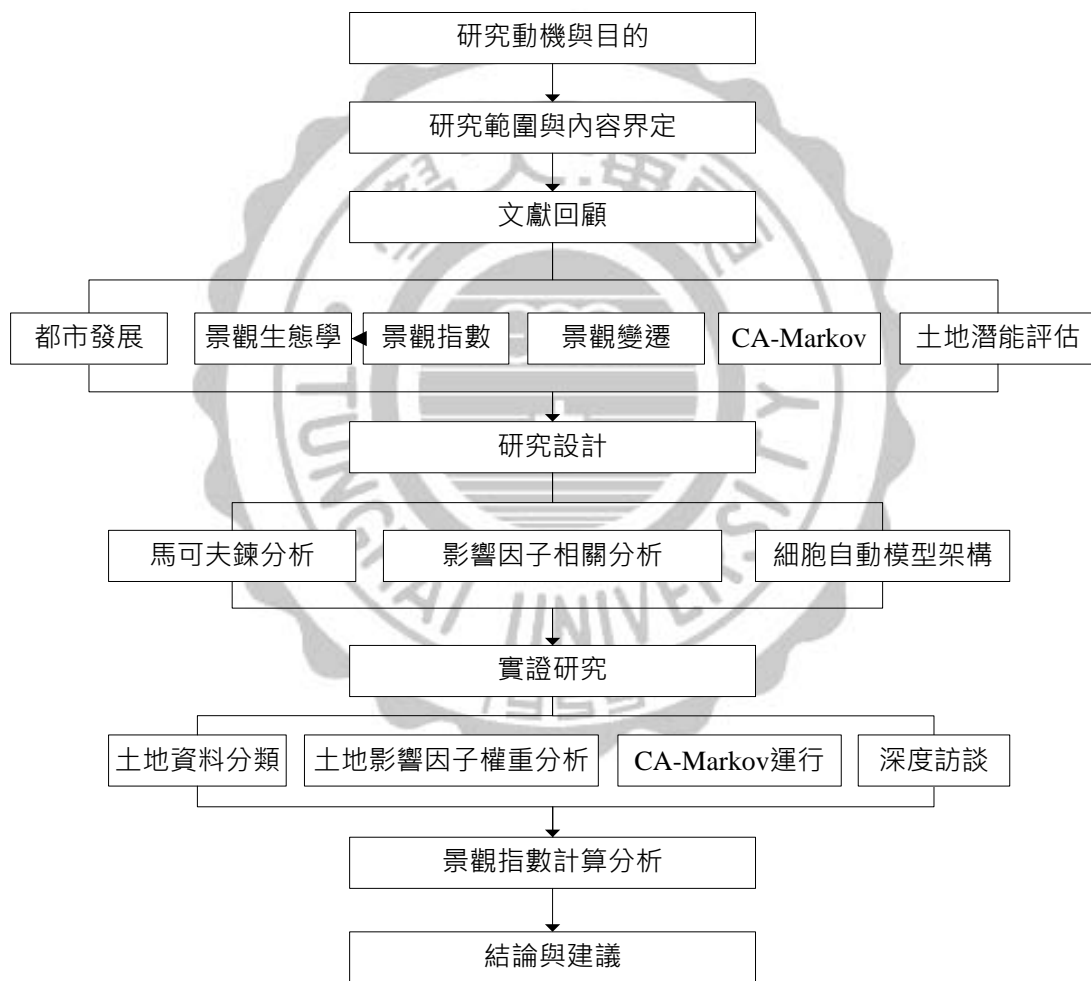 研究動機與目的
研究範圍與內容界定
文獻回顧
都市發展
景觀生態學
景觀指數
景觀變遷
CA-Markov
土地潛能評估
研究設計
馬可夫鍊分析
影響因子相關分析
細胞自動模型架構
實證研究
土地資料分類
土地影響因子權重分析
CA-Markov運行
深度訪談
景觀指數計算分析
結論與建議
TUNGHAI UNIVERSITY
1955